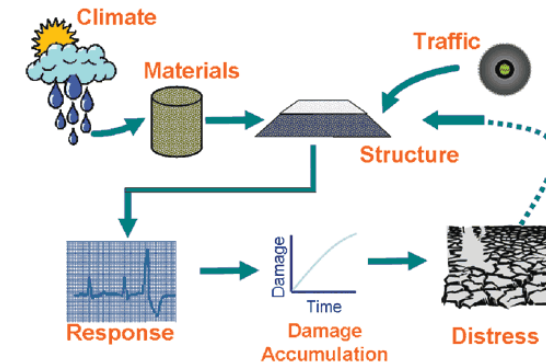 Climate
Traffic
Materials
Structure
Damage
Time
Response
Damage
Accumulation
Distress